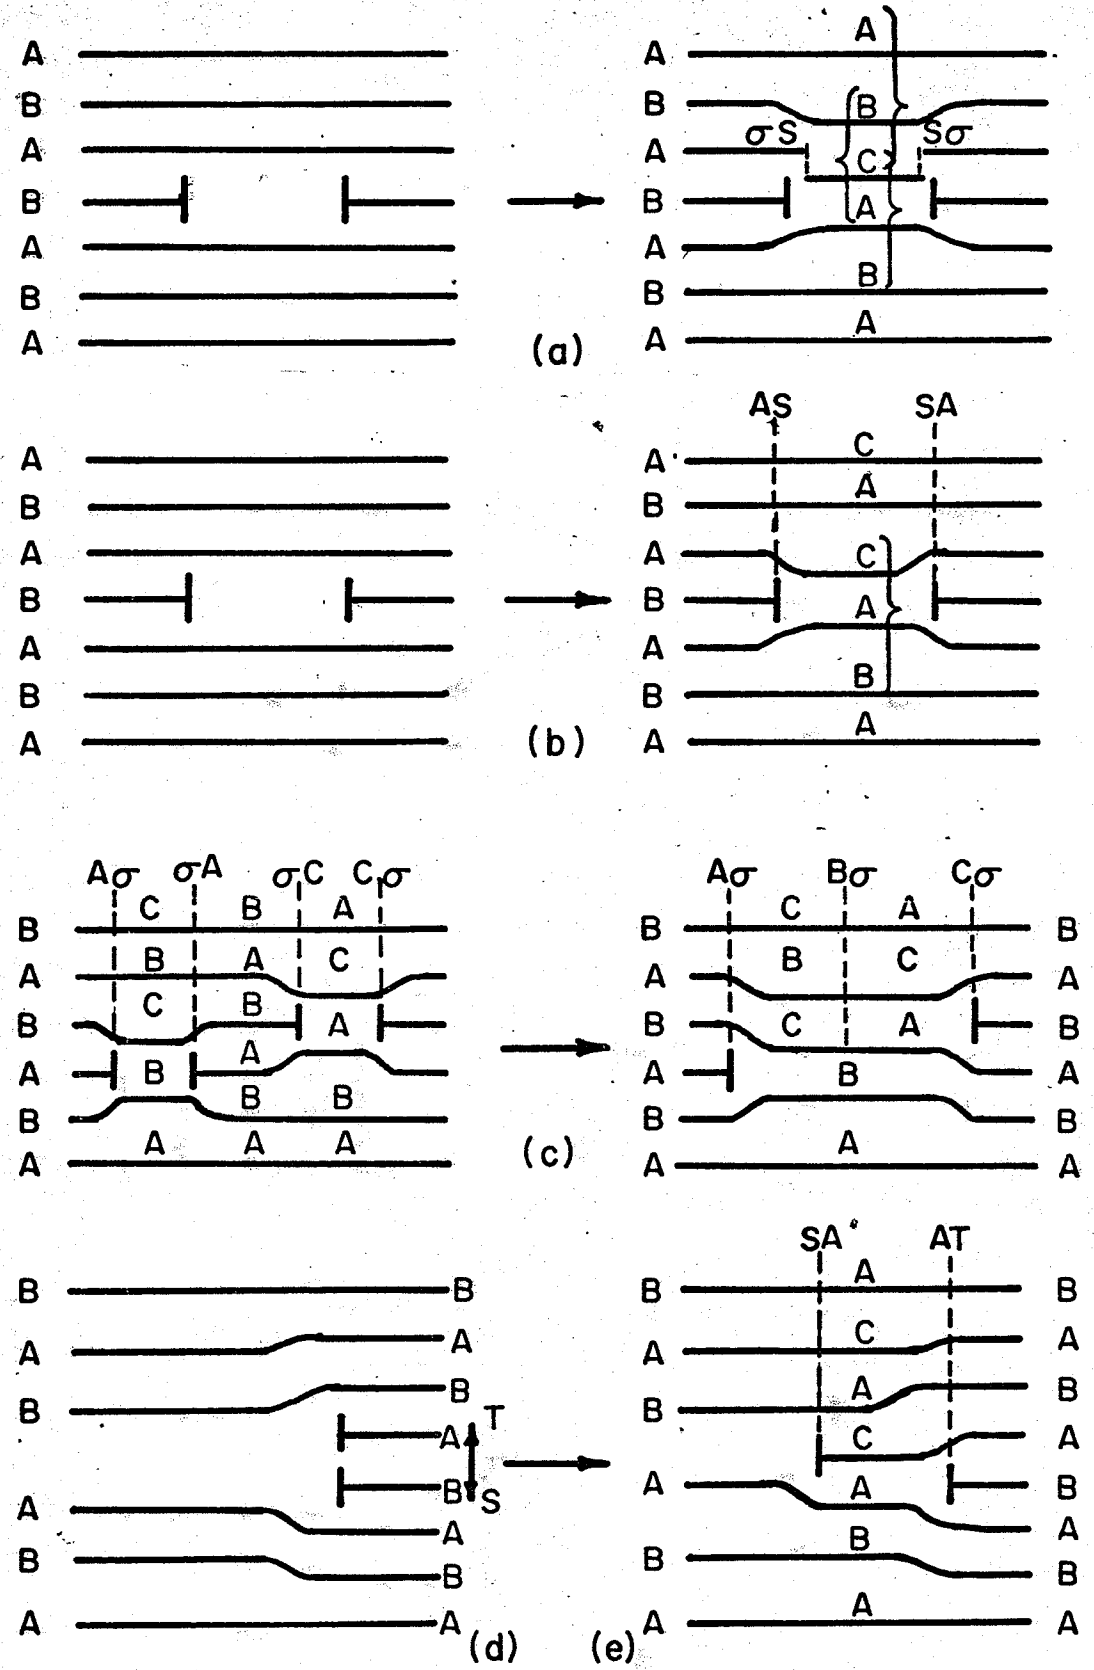 A A A
B B B
σS Sσ
A A C
B B A
A A
B B B
A A A
(a)
AS SA
A A C
B B A
A A C
B B A
A A
B B B
A A A
(b)
Aσ σA σC Cσ Aσ Bσ Cσ
C B A C A
B B B
B A C B C
A A A
C B C A
B A B B
A B A B A
B B B
B B B
A A A A
A A A
(c)
SA AT
B B B A B
A A A C A
B B B A B
T
A C A
B S A A B
A A A
B B B B B
A A A A A
(d) (e)